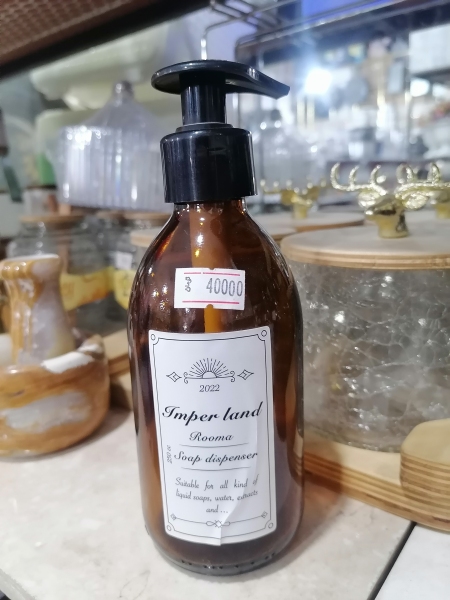 40000
2022
Imper land
Rooma
Soap dispenser
Suitable for all kind of
liquid soaps, water, extracts
and ...